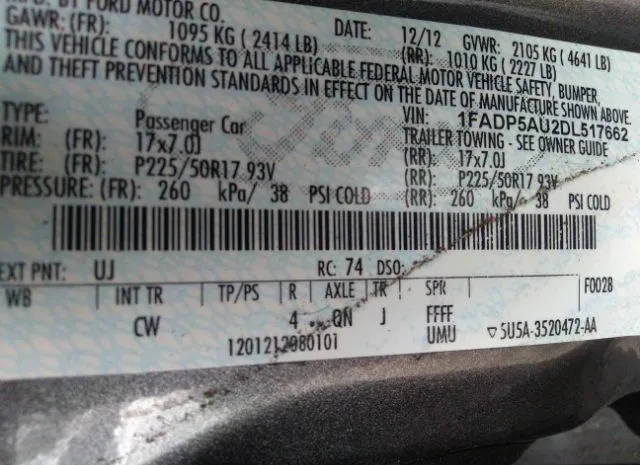 BY FORD MOTOR CO.
DATE: 12/12 GVWR: 2105 KG (4641 LB)
GAWR: (FR): 1095 KG (2414 LB) (RR): 1010 KG (2227 LB)
THIS VEHICLE CONFORMS TO ALL APPLICABLE FEDERAL MOTOR VEHICLE SAFETY, BUMPER,
AND THEFT PREVENTION STANDARDS IN EFFECT ON THE DATE OF MANUFACTURE SHOWN ABOVE.
VIN: 1FADP5AU2DL517662
TYPE: Passenger Car TRAILER TOWING - SEE OWNER GUIDE
RIM: (FR): 17x7.0J (RR): 17x7.0J
TIRE: (FR): P225/50R17 93V (RR): P225/50R17 93V
PRESSURE: (FR): 260 kPa/ 38 PSI COLD (RR): 260 kPa/ 38 PSI COLD
EXT PNT: UJ RC: 74 DSO:
WB INT TR TP/PS R AXLE TR SPR F0028
CW 4 QN J FFFF
1201212080101 UMU ▽ 5U5A-3520472-AA